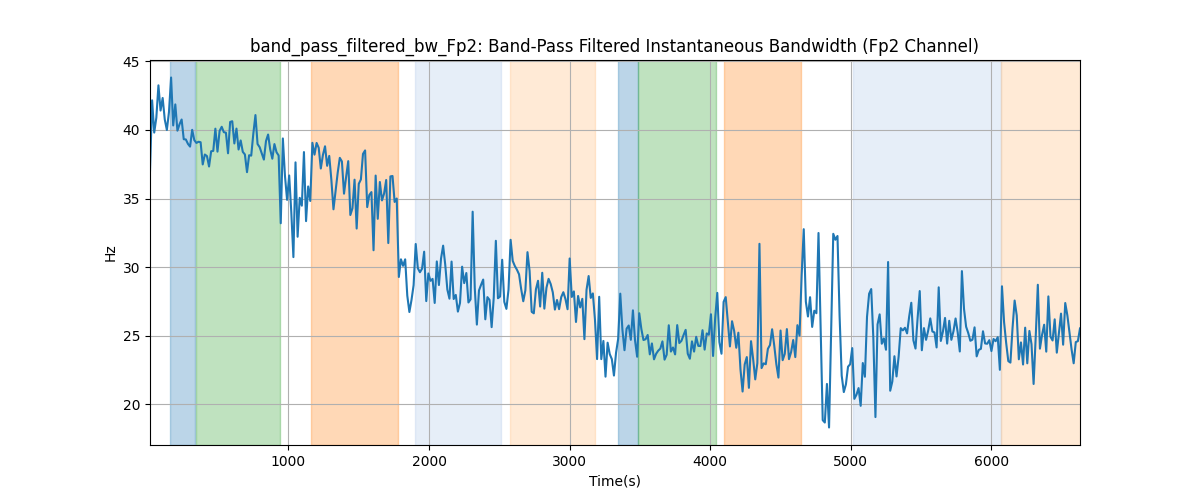 band_pass_filtered_bw_Fp2: Band-Pass Filtered Instantaneous Bandwidth (Fp2 Channel)
45
40
35
30
25
20
Hz
1000 2000 3000 4000 5000 6000
Time(s)